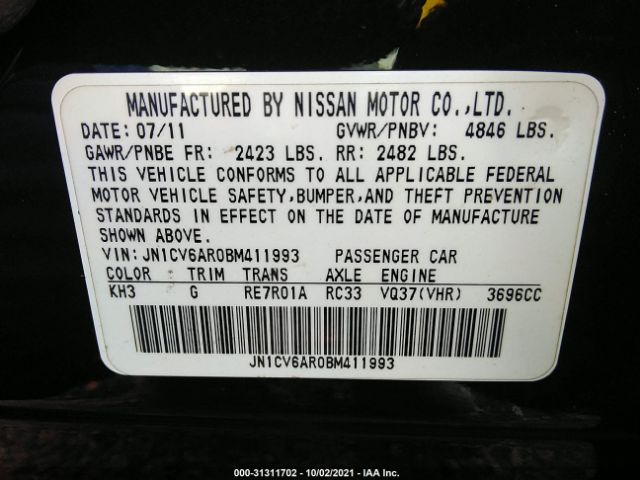 MANUFACTURED BY NISSAN MOTOR CO.,LTD.
DATE: 07/11 GVWR/PNBV: 4846 LBS.
GAWR/PNBE FR: 2423 LBS. RR: 2482 LBS.
THIS VEHICLE CONFORMS TO ALL APPLICABLE FEDERAL
MOTOR VEHICLE SAFETY,BUMPER,AND THEFT PREVENTION
STANDARDS IN EFFECT ON THE DATE OF MANUFACTURE
SHOWN ABOVE.
VIN:JN1CV6AR0BM411993 PASSENGER CAR
COLOR TRIM TRANS AXLE ENGINE
KH3 G RE7R01A RC33 VQ37(VHR) 3696CC
JN1CV6AR0BM411993
000-31311702 - 10/02/2021 - IAA Inc.